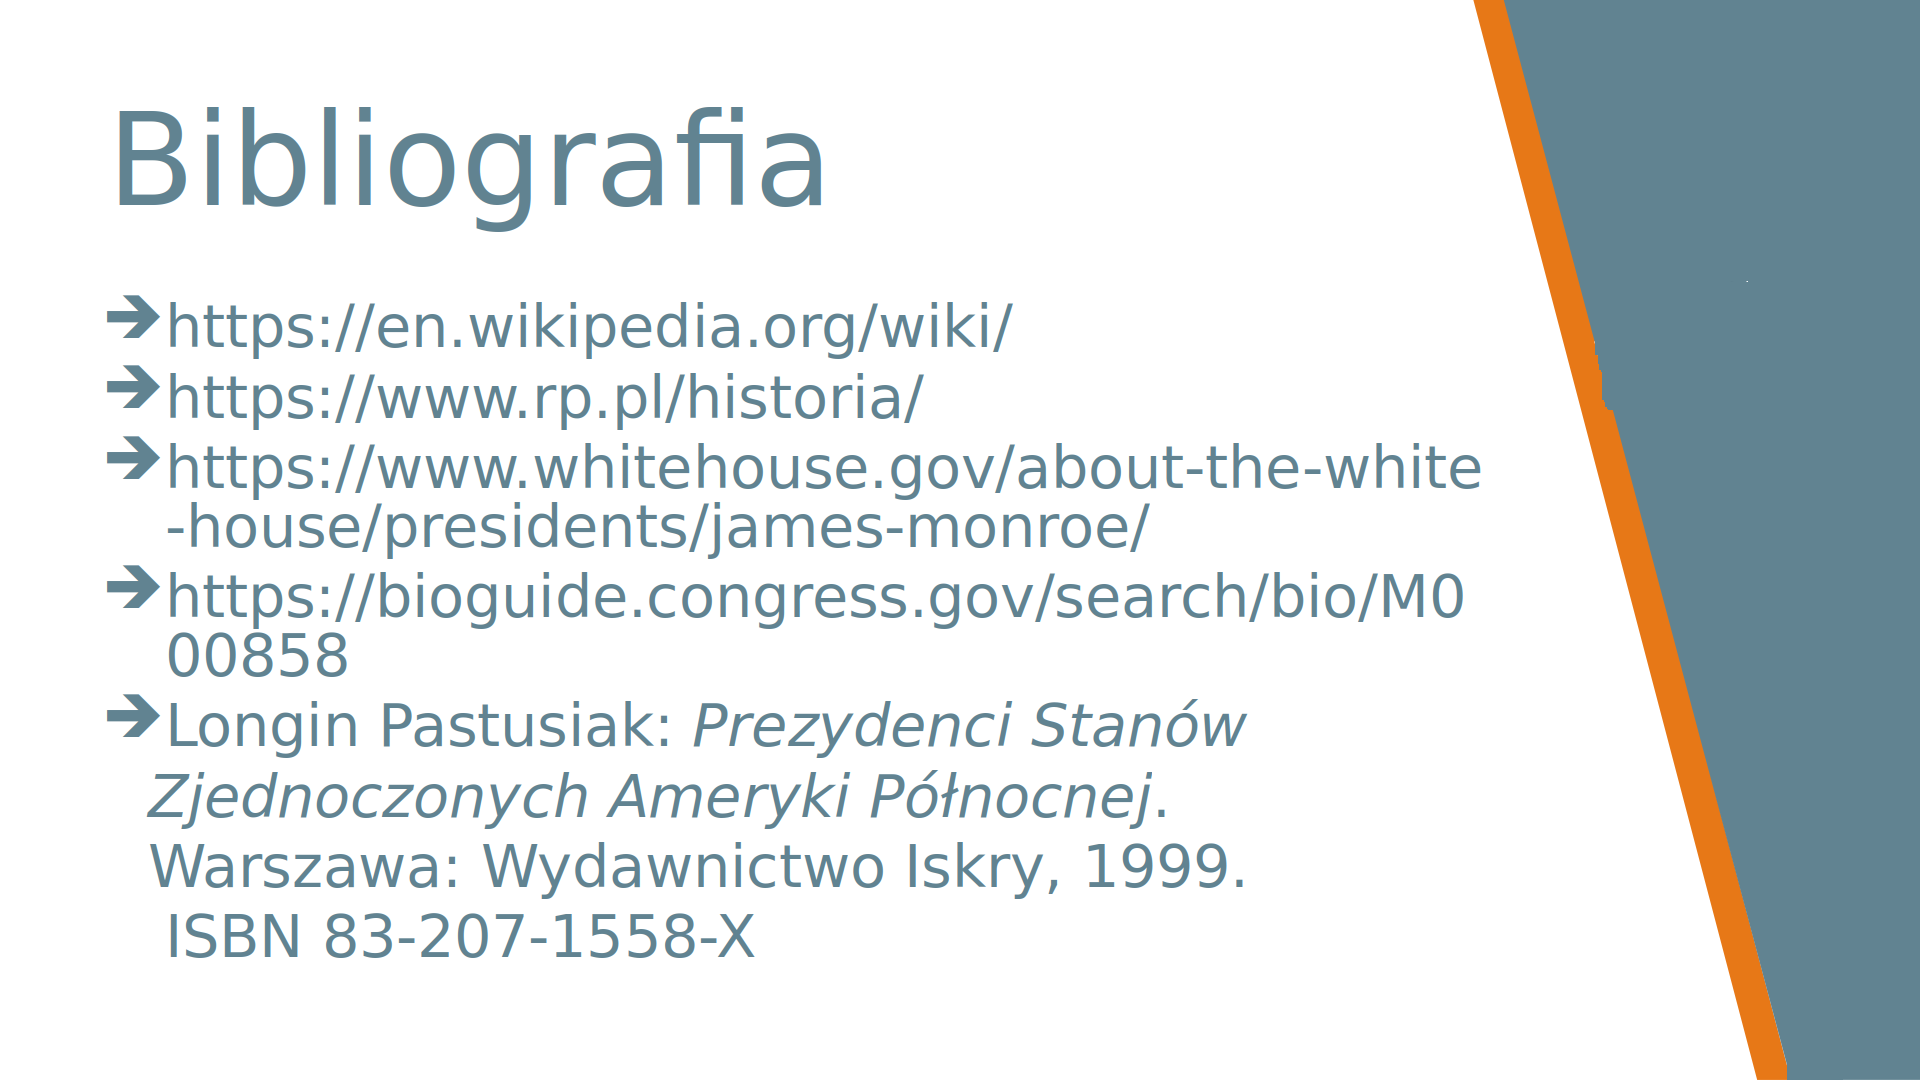 Bibliografia
➔https://en.wikipedia.org/wiki/
➔https://www.rp.pl/historia/
➔https://www.whitehouse.gov/about-the-white
-house/presidents/james-monroe/
➔https://bioguide.congress.gov/search/bio/M0
00858
➔Longin Pastusiak: Prezydenci Stanów
Zjednoczonych Ameryki Północnej.
Warszawa: Wydawnictwo Iskry, 1999.
ISBN 83-207-1558-X